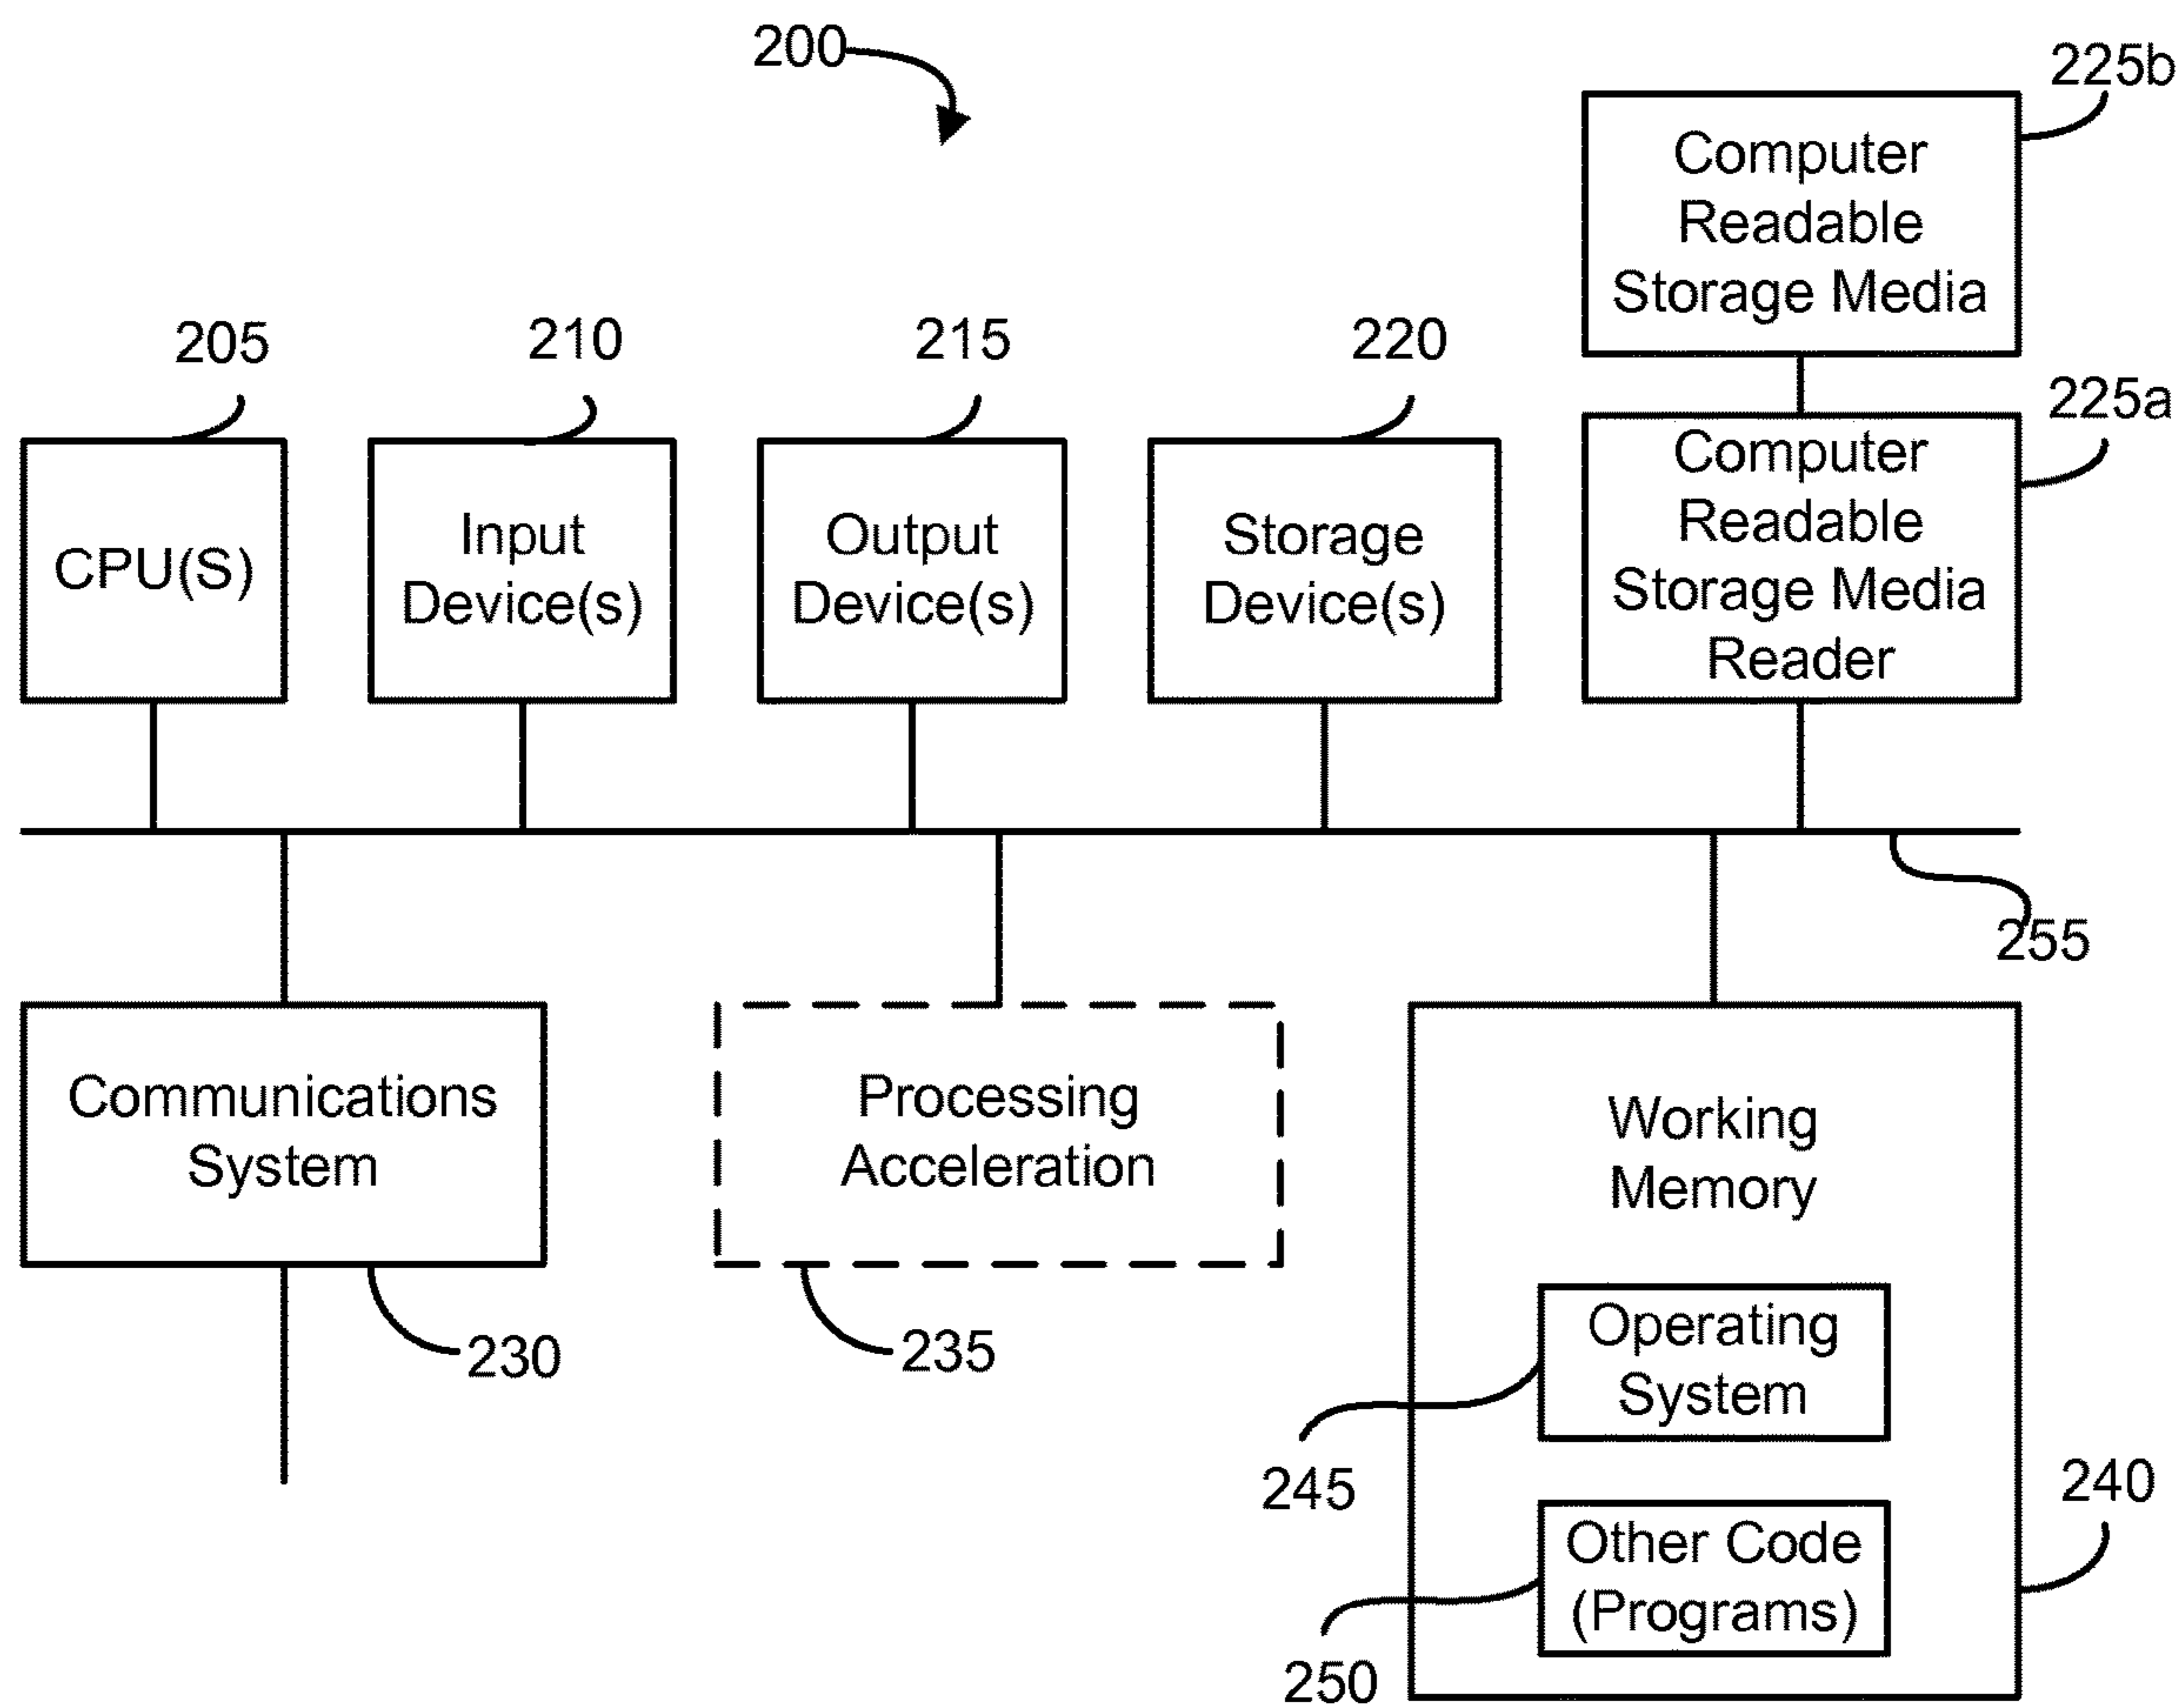 200
225b
Computer
Readable
Storage Media
205
210
215
220
225a
CPU(S)
Input
Device(s)
Output
Device(s)
Storage
Device(s)
Computer
Readable
Storage Media
Reader
255
Communications
System
Processing
Acceleration
Working
Memory
230
235
Operating
System
245
240
Other Code
(Programs)
250